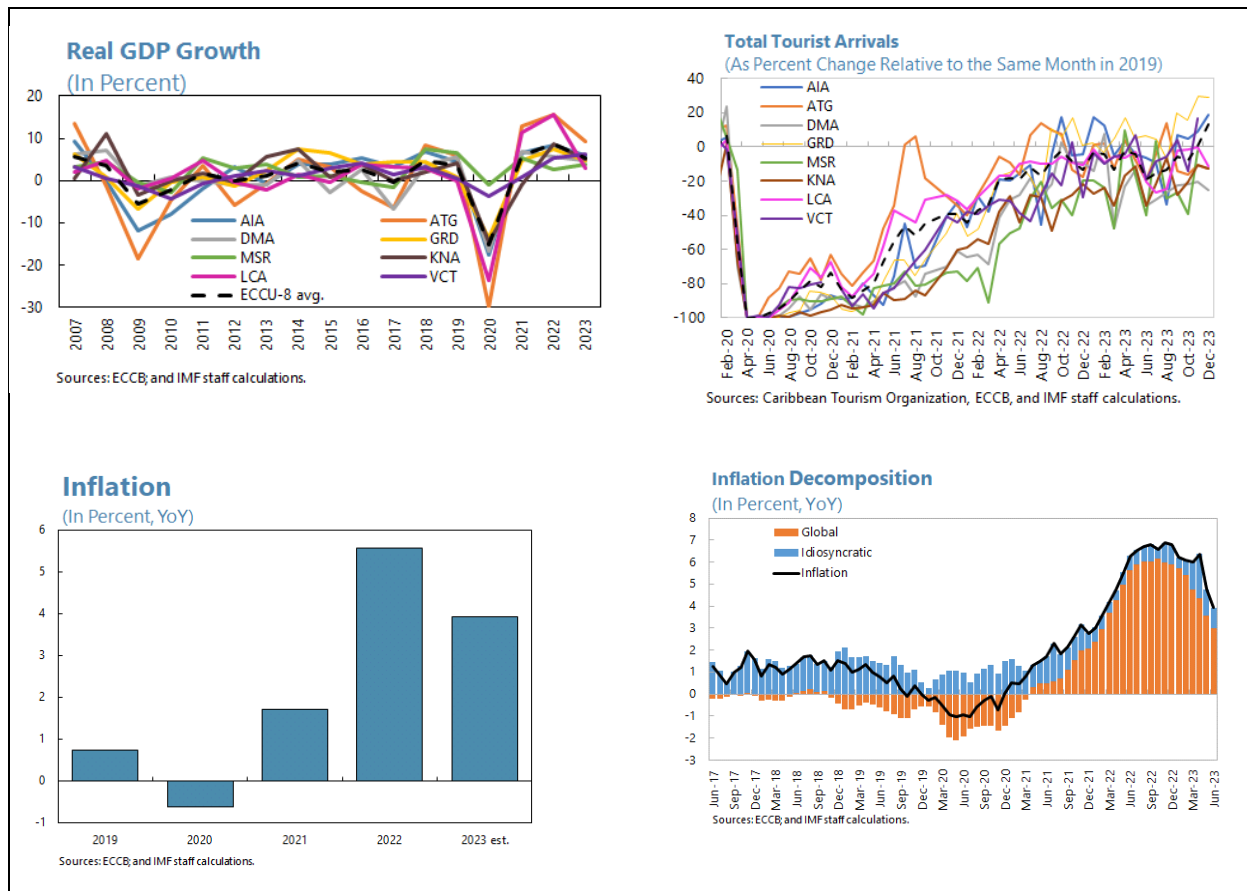 Real GDP Growth
(In Percent)
20
10
0
-10
-20
-30
AIA
ATG
DMA
GRD
MSR
KNA
LCA
VCT
ECCU-8 avg.
2007
2008
2009
2010
2011
2012
2013
2014
2015
2016
2017
2018
2019
2020
2021
2022
2023
Sources: ECCB; and IMF staff calculations.
Total Tourist Arrivals
(As Percent Change Relative to the Same Month in 2019)
40
20
0
-20
-40
-60
-80
-100
AIA
ATG
DMA
GRD
MSR
KNA
LCA
VCT
Feb-20
Apr-20
Jun-20
Aug-20
Oct-20
Dec-20
Feb-21
Apr-21
Jun-21
Aug-21
Oct-21
Dec-21
Feb-22
Apr-22
Jun-22
Aug-22
Oct-22
Dec-22
Feb-23
Apr-23
Jun-23
Aug-23
Oct-23
Dec-23
Sources: Caribbean Tourism Organization, ECCB, and IMF staff calculations.
Inflation
(In Percent, YoY)
6
5
4
3
2
1
0
-1
2019
2020
2021
2022
2023 est.
Sources: ECCB; and IMF staff calculations.
Inflation Decomposition
(In Percent, YoY)
8
7
6
5
4
3
2
1
0
-1
-2
-3
Global
Idiosyncratic
Inflation
Jun-17
Sep-17
Dec-17
Mar-18
Jun-18
Sep-18
Dec-18
Mar-19
Jun-19
Sep-19
Dec-19
Mar-20
Jun-20
Sep-20
Dec-20
Mar-21
Jun-21
Sep-21
Dec-21
Mar-22
Jun-22
Sep-22
Dec-22
Mar-23
Jun-23
Sources: ECCB; and IMF staff calculations.